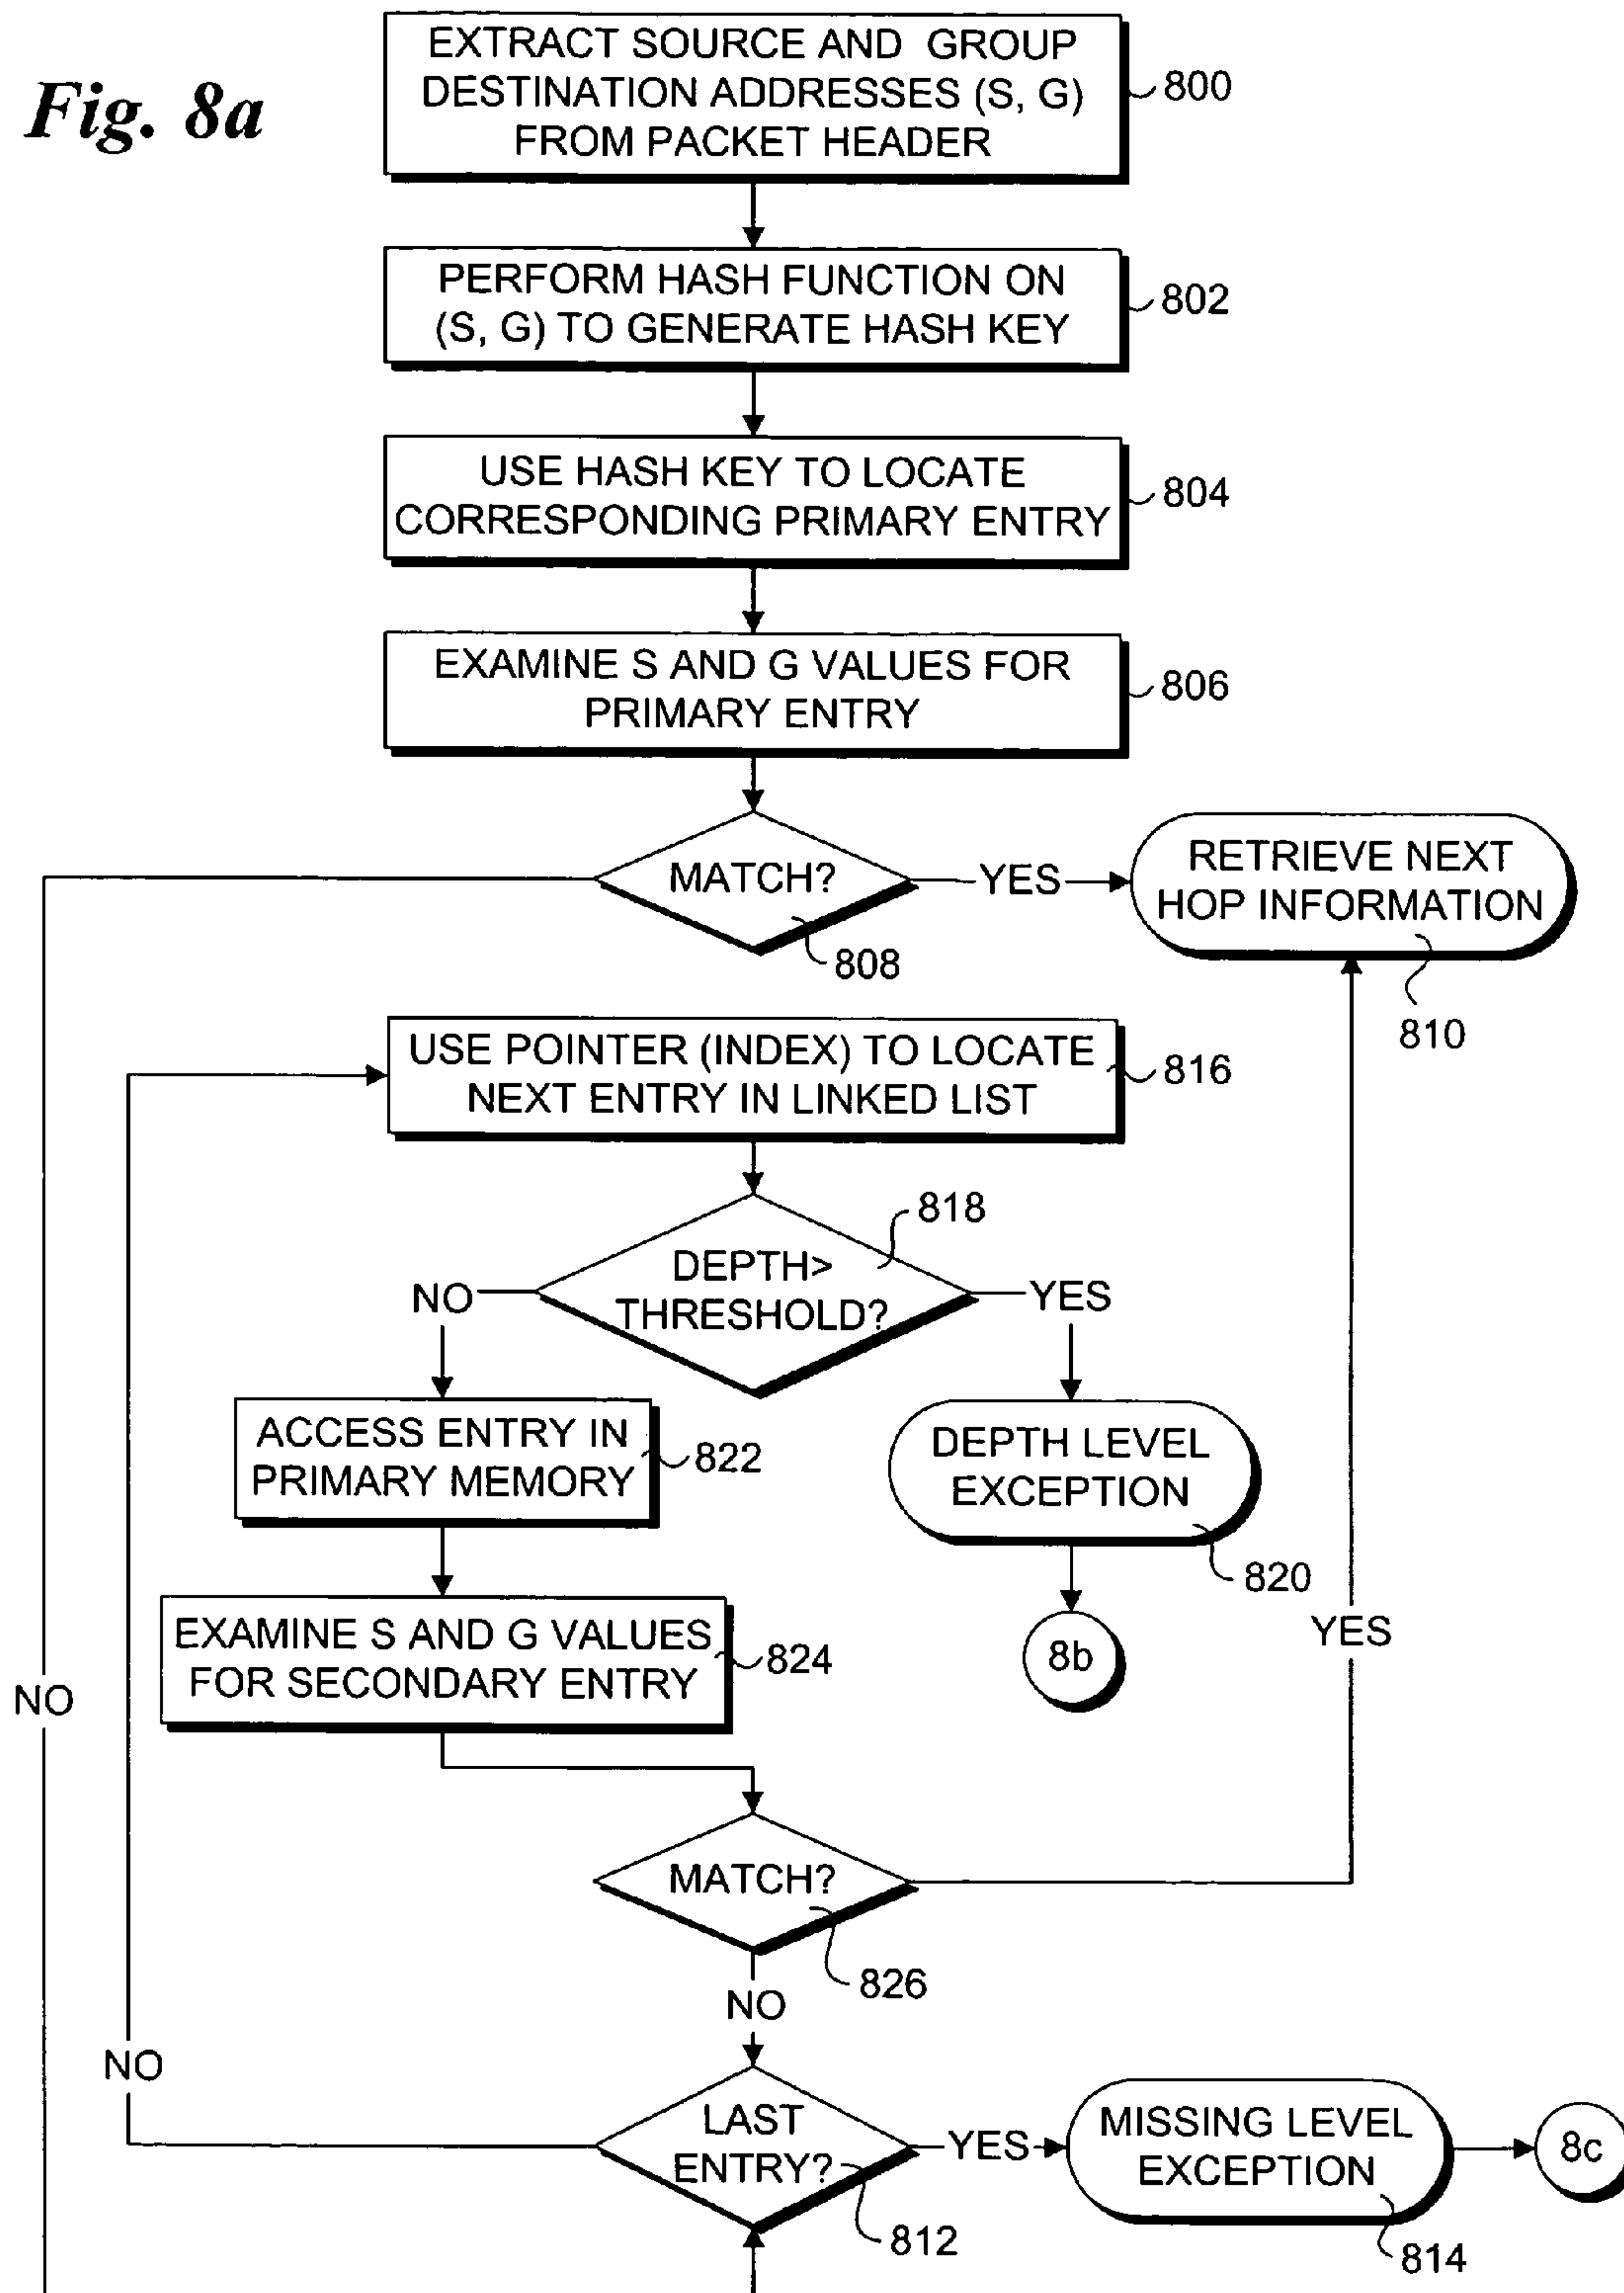 Fig. 8a
EXTRACT SOURCE AND GROUP
DESTINATION ADDRESSES (S, G)
FROM PACKET HEADER
800
PERFORM HASH FUNCTION ON
(S, G) TO GENERATE HASH KEY
802
USE HASH KEY TO LOCATE
CORRESPONDING PRIMARY ENTRY
804
EXAMINE S AND G VALUES FOR
PRIMARY ENTRY
806
MATCH?
YES
808
RETRIEVE NEXT
HOP INFORMATION
810
USE POINTER (INDEX) TO LOCATE
NEXT ENTRY IN LINKED LIST
816
818
DEPTH>
THRESHOLD?
NO
YES
ACCESS ENTRY IN
PRIMARY MEMORY
822
DEPTH LEVEL
EXCEPTION
820
EXAMINE S AND G VALUES
FOR SECONDARY ENTRY
824
8b
YES
NO
MATCH?
826
NO
NO
LAST
ENTRY?
YES
812
MISSING LEVEL
EXCEPTION
814
8c